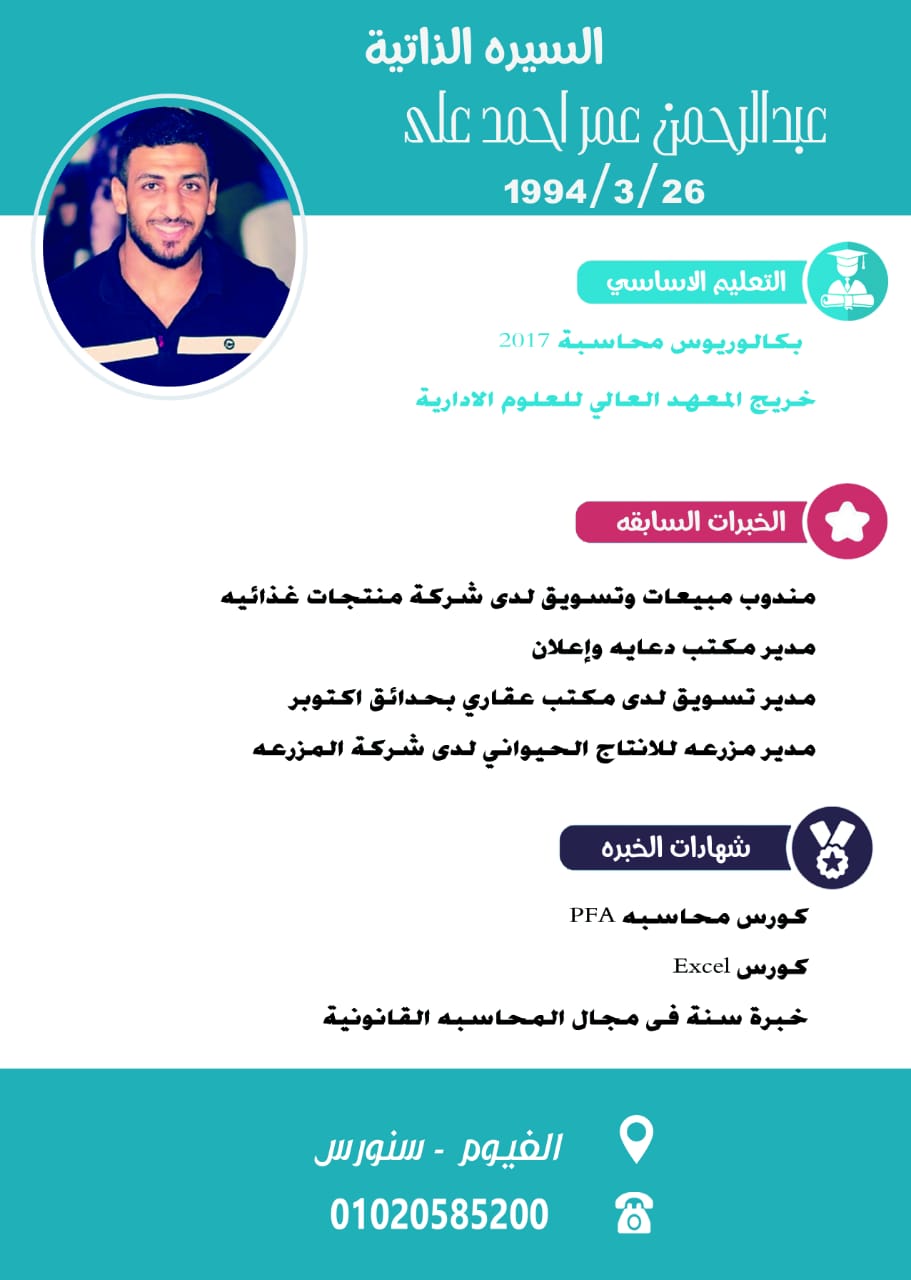 السيره الذاتية
عبدالرحمن عمر احمد على
1994/3/26
التعليم الاساسي
بكالوريوس محاسبة 2017
خريج المعهد العالي للعلوم الادارية
الخبرات السابقه
مندوب مبيعات وتسويق لدى شركة منتجات غذائيه
مدير مكتب دعايه وإعلان
مدير تسويق لدى مكتب عقاري بحدائق اكتوبر
مدير مزرعه للانتاج الحيواني لدى شركة المزرعه
شهادات الخبره
كورس محاسبه PFA
كورس Excel
خبرة سنة فى مجال المحاسبه القانونية
الفيوم - سنورس
01020585200